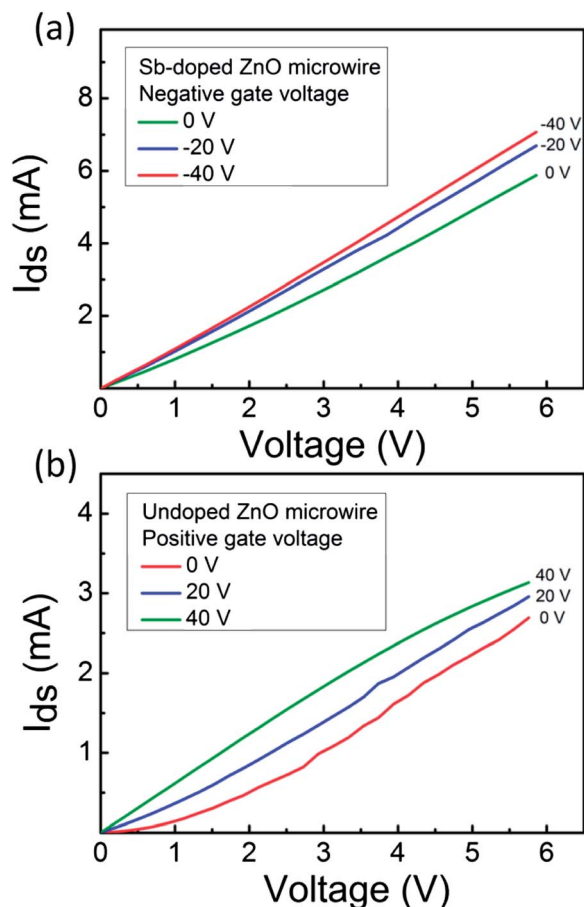 (a)
Sb-doped ZnO microwire
Negative gate voltage
0 V
-20 V
-40 V
-40 V
-20 V
0 V
8
6
4
2
0 1 2 3 4 5 6
Ids (mA)
Voltage (V)
(b)
Undoped ZnO microwire
Positive gate voltage
0 V
20 V
40 V
40 V
20 V
0 V
4
3
2
1
0 1 2 3 4 5 6
Ids (mA)
Voltage (V)